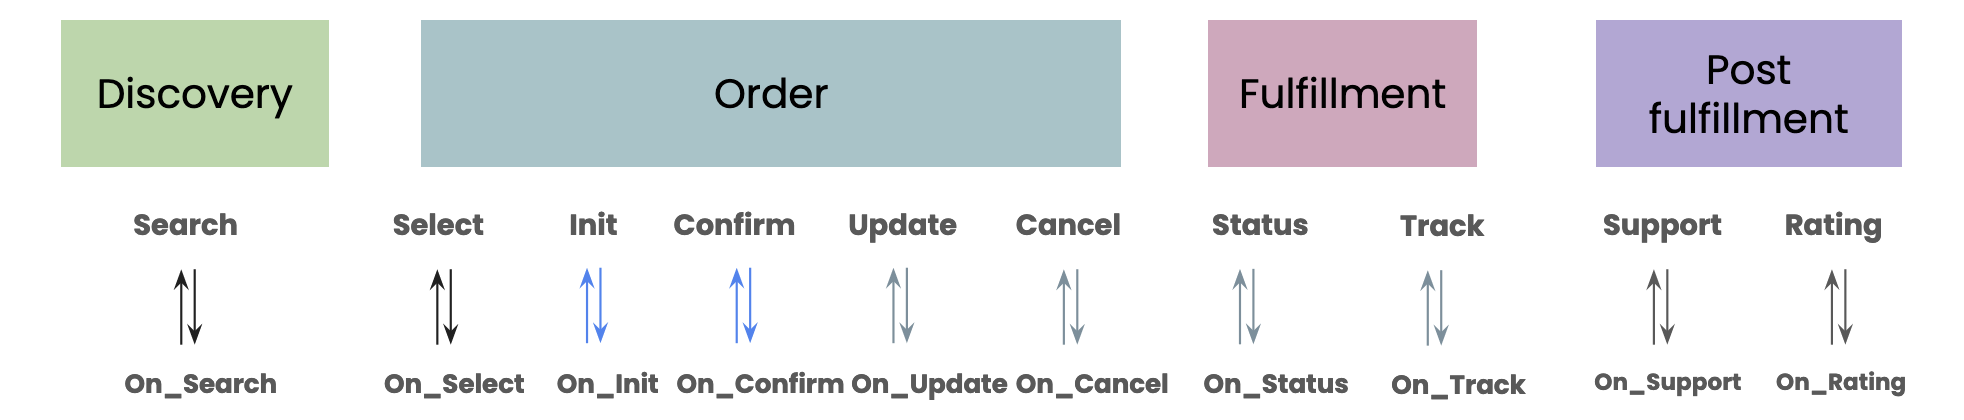 Discovery
Order
Fulfillment
Post
fulfillment
Search
Select
Init
Confirm
Update
Cancel
Status
Track
Support
Rating
On_Search
On_Select
On_Init
On_Confirm
On_Update
On_Cancel
On_Status
On_Track
On_Support
On_Rating